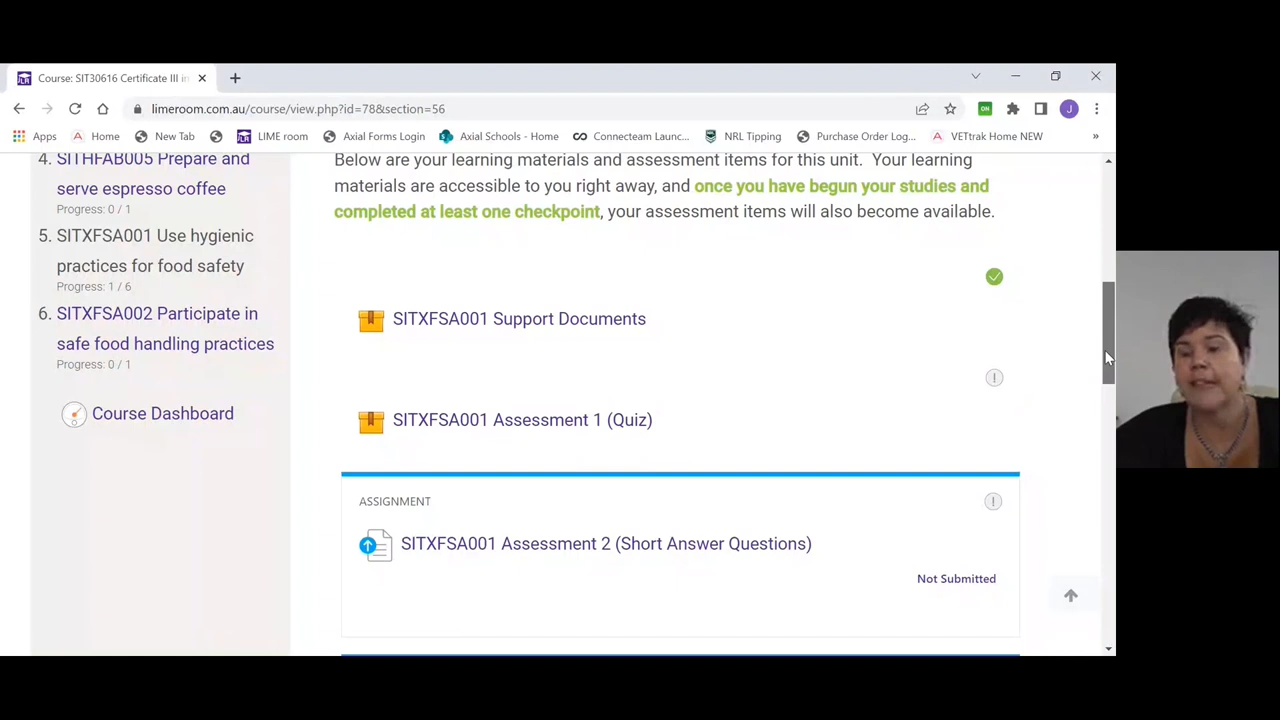 Course: SIT30616 Certificate III in
limeroom.com.au/course/view.php?id=78&section=56
ON
J
Apps Home New Tab LIME room Axial Forms Login Axial Schools - Home Connecteam Launc... NRL Tipping Purchase Order Log... VETtrak Home NEW »
4. SITHFAB005 Prepare and
serve espresso coffee
Progress: 0 / 1
5. SITXFSA001 Use hygienic
practices for food safety
Progress: 1 / 6
6. SITXFSA002 Participate in
safe food handling practices
Progress: 0 / 1
Course Dashboard
Below are your learning materials and assessment items for this unit. Your learning
materials are accessible to you right away, and once you have begun your studies and
completed at least one checkpoint, your assessment items will also become available.
SITXFSA001 Support Documents
SITXFSA001 Assessment 1 (Quiz)
ASSIGNMENT
SITXFSA001 Assessment 2 (Short Answer Questions)
Not Submitted